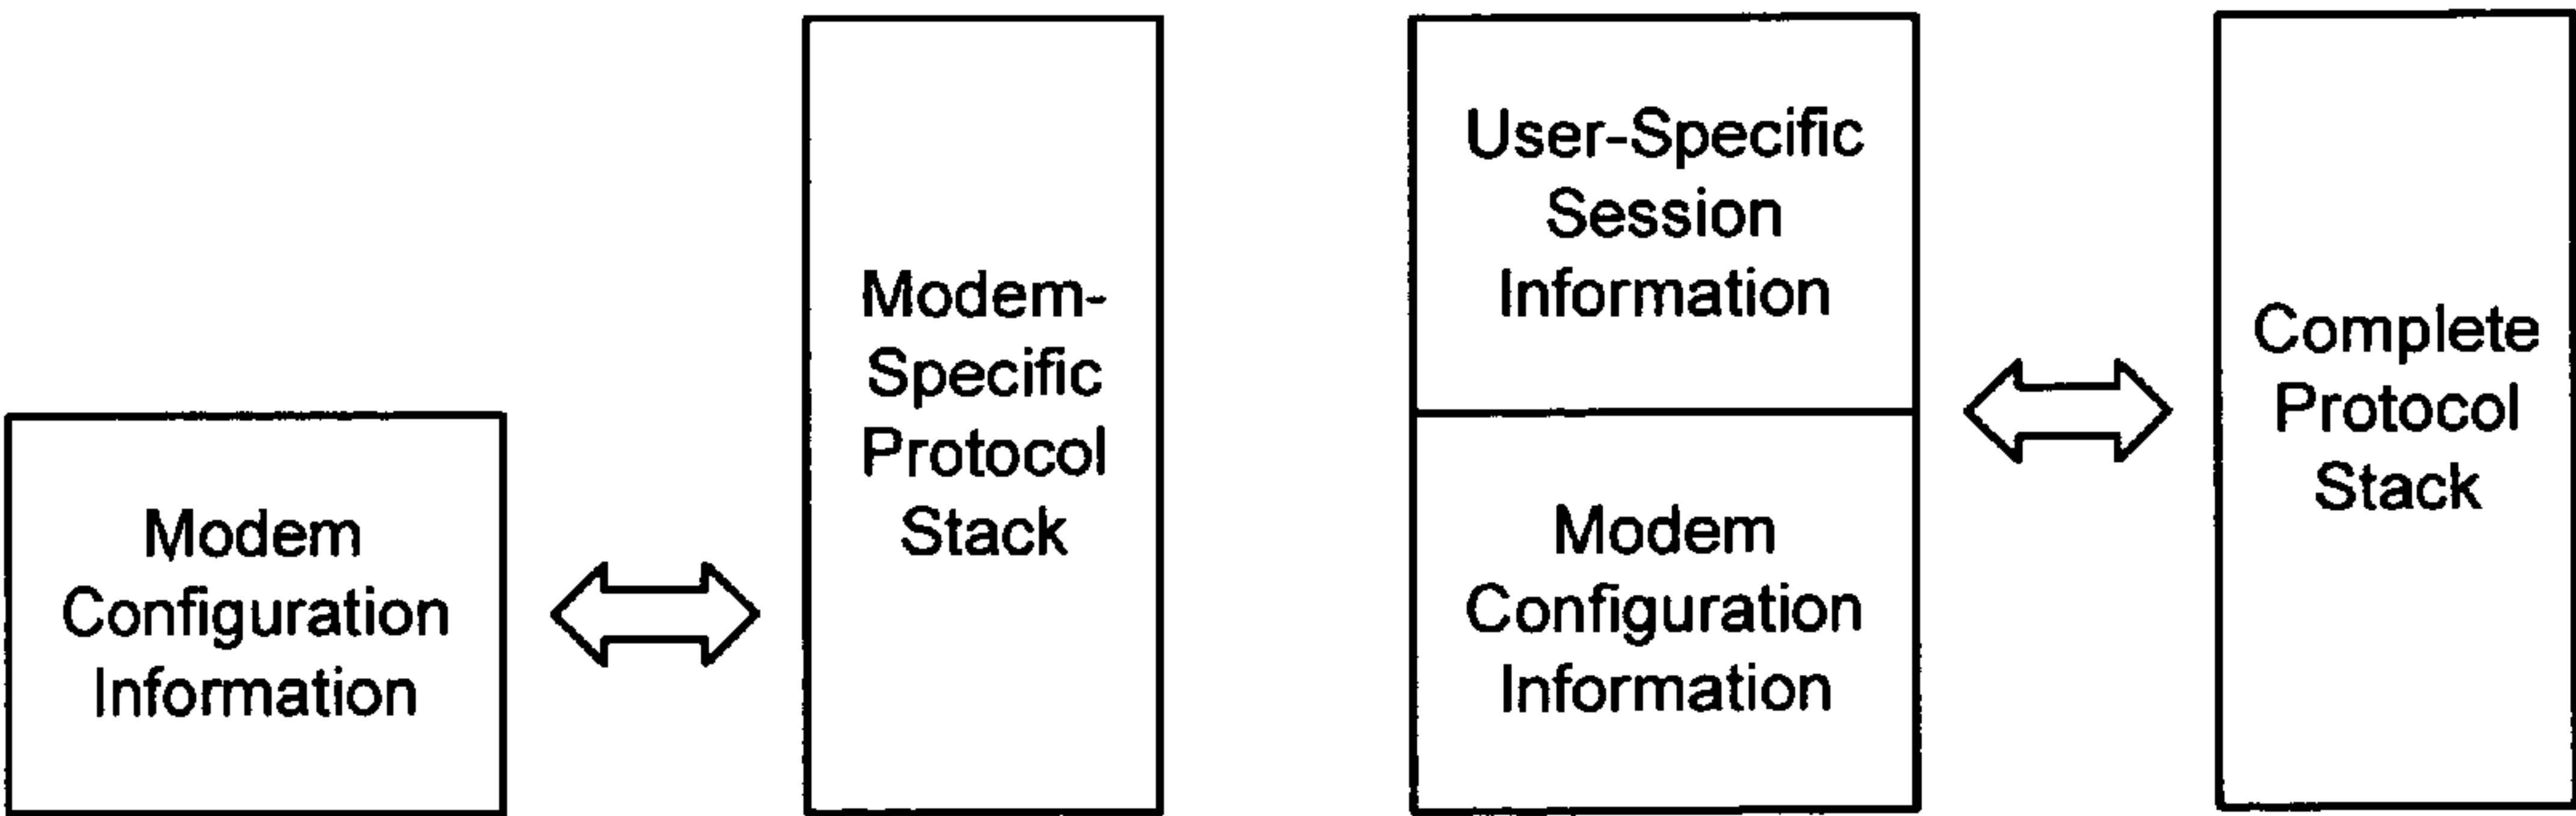 Modem
Configuration
Information
Modem-
Specific
Protocol
Stack
User-Specific
Session
Information
Modem
Configuration
Information
Complete
Protocol
Stack